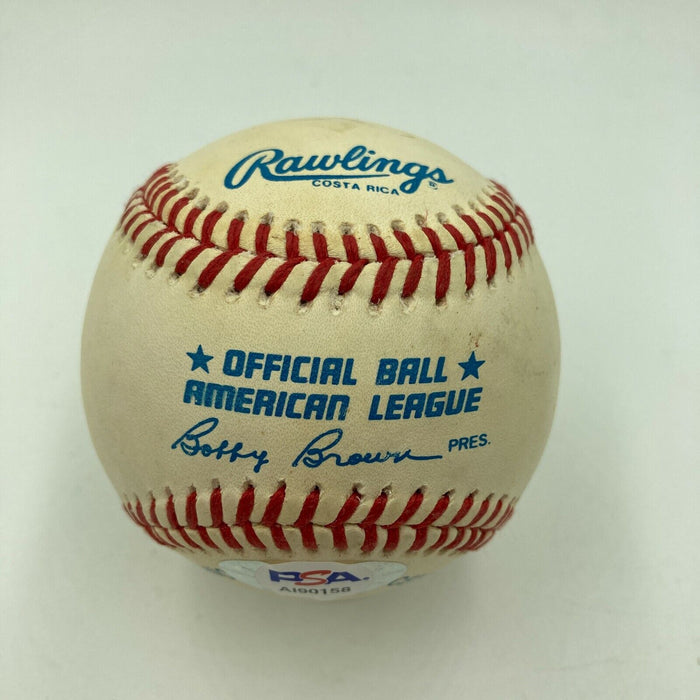 Rawlings®
COSTA RICA
★ OFFICIAL BALL ★
AMERICAN LEAGUE
Bobby Brown PRES.
PSA
AI90158